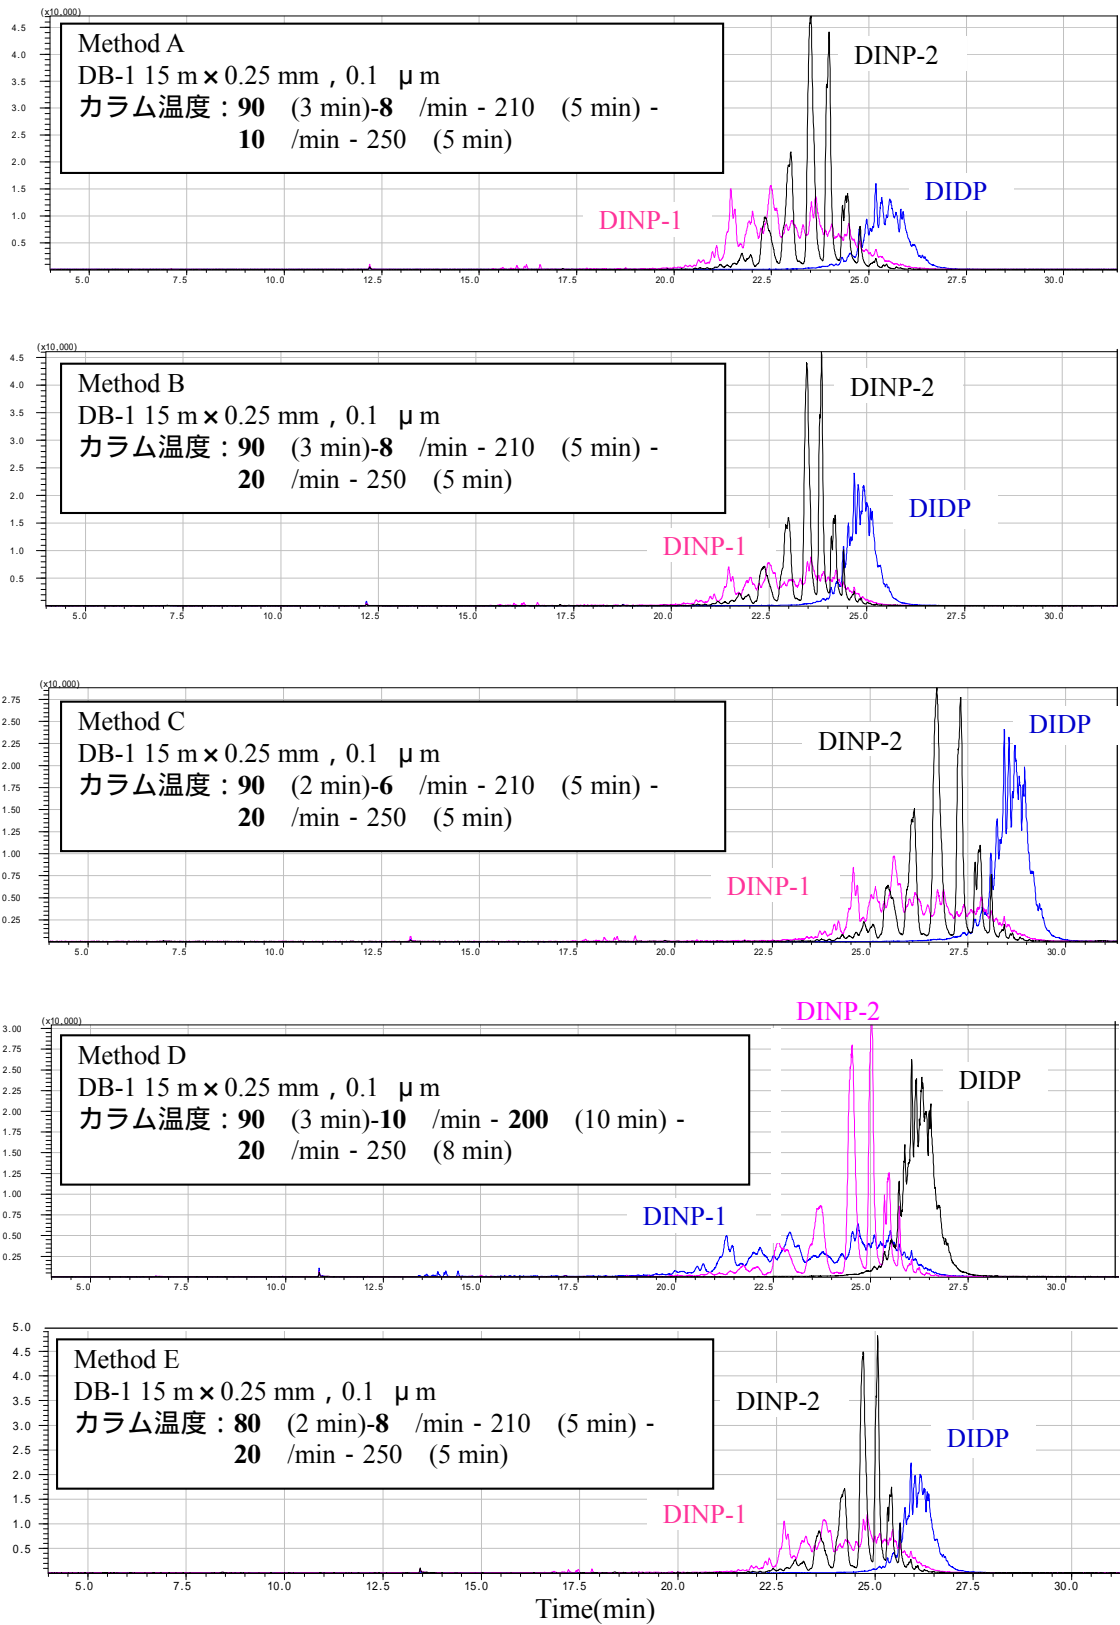 (x10,000)
4.5
4.0
3.5
3.0
2.5
2.0
1.5
1.0
0.5
Method A
DB-1 15 m × 0.25 mm , 0.1 μ m
カラム温度 : 90 (3 min)-8 /min - 210 (5 min) -
10 /min - 250 (5 min)
DINP-2
DINP-1
DIDP
5.0 7.5 10.0 12.5 15.0 17.5 20.0 22.5 25.0 27.5 30.0
(x10,000)
4.5
4.0
3.5
3.0
2.5
2.0
1.5
1.0
0.5
Method B
DB-1 15 m × 0.25 mm , 0.1 μ m
カラム温度 : 90 (3 min)-8 /min - 210 (5 min) -
20 /min - 250 (5 min)
DINP-2
DIDP
DINP-1
5.0 7.5 10.0 12.5 15.0 17.5 20.0 22.5 25.0 27.5 30.0
(x10,000)
2.75
2.50
2.25
2.00
1.75
1.50
1.25
1.00
0.75
0.50
0.25
Method C
DB-1 15 m × 0.25 mm , 0.1 μ m
カラム温度 : 90 (2 min)-6 /min - 210 (5 min) -
20 /min - 250 (5 min)
DINP-2
DIDP
DINP-1
5.0 7.5 10.0 12.5 15.0 17.5 20.0 22.5 25.0 27.5 30.0
(x10,000)
3.00
2.75
2.50
2.25
2.00
1.75
1.50
1.25
1.00
0.75
0.50
0.25
Method D
DB-1 15 m × 0.25 mm , 0.1 μ m
カラム温度 : 90 (3 min)-10 /min - 200 (10 min) -
20 /min - 250 (8 min)
DINP-2
DIDP
DINP-1
5.0 7.5 10.0 12.5 15.0 17.5 20.0 22.5 25.0 27.5 30.0
5.0
4.5
4.0
3.5
3.0
2.5
2.0
1.5
1.0
0.5
Method E
DB-1 15 m × 0.25 mm , 0.1 μ m
カラム温度 : 80 (2 min)-8 /min - 210 (5 min) -
20 /min - 250 (5 min)
DINP-2
DIDP
DINP-1
5.0 7.5 10.0 12.5 15.0 17.5 20.0 22.5 25.0 27.5 30.0
Time(min)